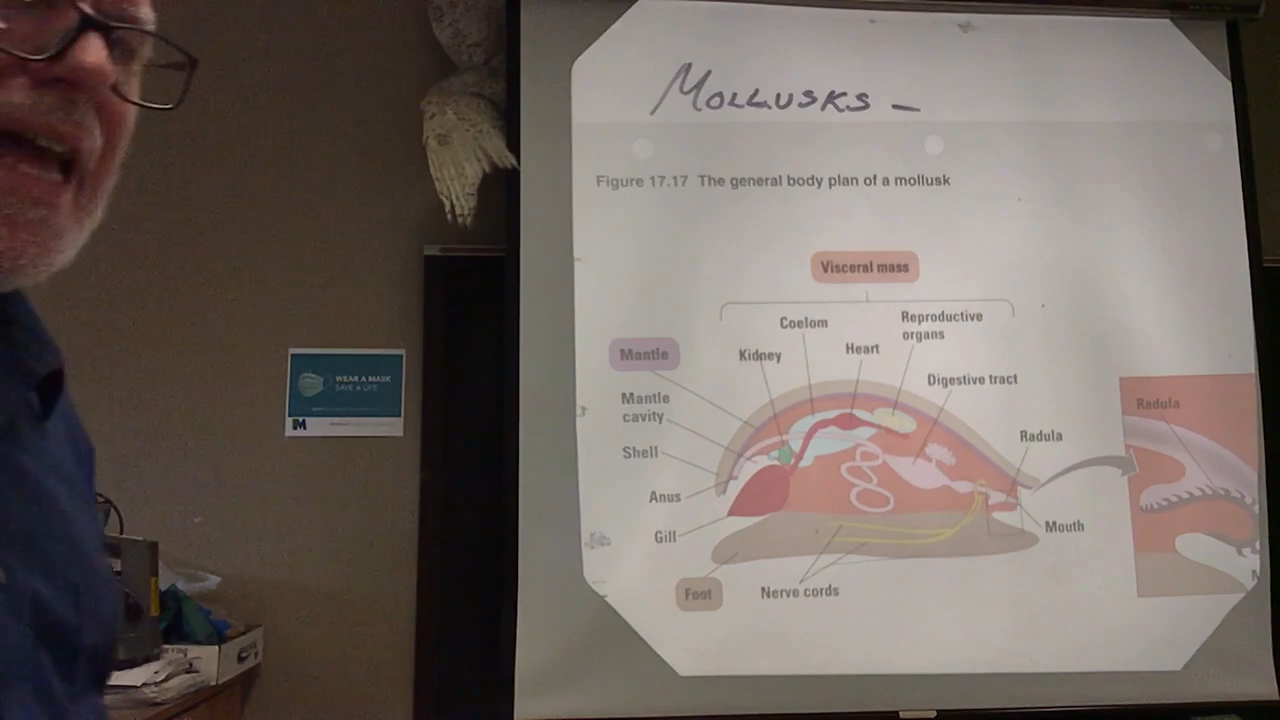 MOLLUSKS -
Figure 17.17 The general body plan of a mollusk
Visceral mass
Coelom
Reproductive
organs
Mantle
Kidney
Heart
Digestive tract
Mantle
cavity
Shell
Radula
Anus
Gill
Mouth
Foot
Nerve cords
Radula
WEAR A MASK
SAVE A LIFE
M